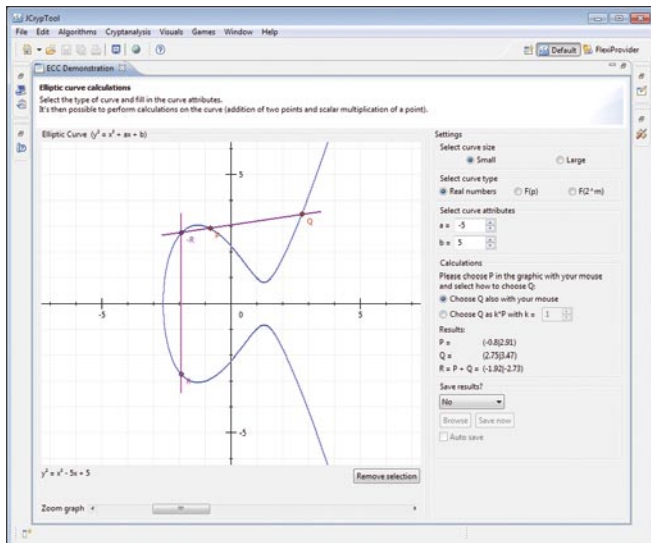 JCrypTool
File Edit Algorithms Cryptanalysis Visuals Games Window Help
Default FlexiProvider
ECC Demonstration
Elliptic curve calculations
Select the type of curve and fill in the curve attributes.
It's then possible to perform calculations on the curve (addition of two points and scalar multiplication of a point).
Elliptic Curve (y² = x³ + ax + b)
5
-R
P
Q
-5
0
5
R
-5
y² = x³ - 5x + 5
Remove selection
Zoom graph
Settings
Select curve size
Small Large
Select curve type
Real numbers F(p) F(2^m)
Select curve attributes
a = -5
b = 5
Calculations
Please choose P in the graphic with your mouse
and select how to choose Q:
Choose Q also with your mouse
Choose Q as k*P with k = 1
Results:
P = (-0.8|2.91)
Q = (2.75|3.47)
R = P + Q = (-1.92|-2.73)
Save results?
No
Browse Save now
Auto save